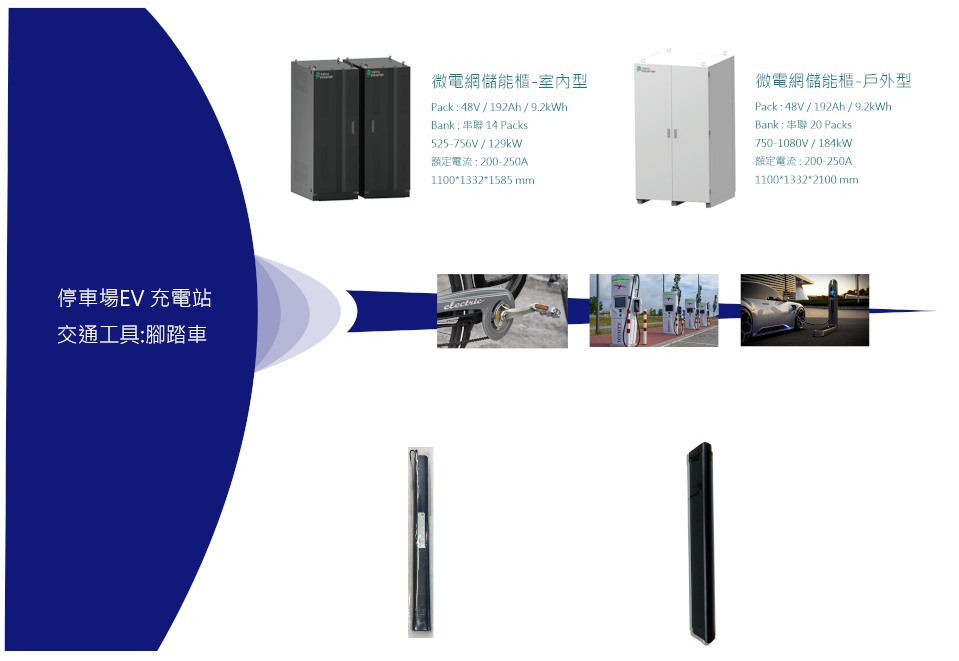 微電網儲能櫃-室內型
Pack : 48V / 192Ah / 9.2kWh
Bank : 串聯 14 Packs
525-756V / 129kW
額定電流 : 200-250A
1100*1332*1585 mm
微電網儲能櫃-戶外型
Pack : 48V / 192Ah / 9.2kWh
Bank : 串聯 20 Packs
750-1080V / 184kW
額定電流 : 200-250A
1100*1332*2100 mm
停車場EV 充電站
交通工具:腳踏車
electric